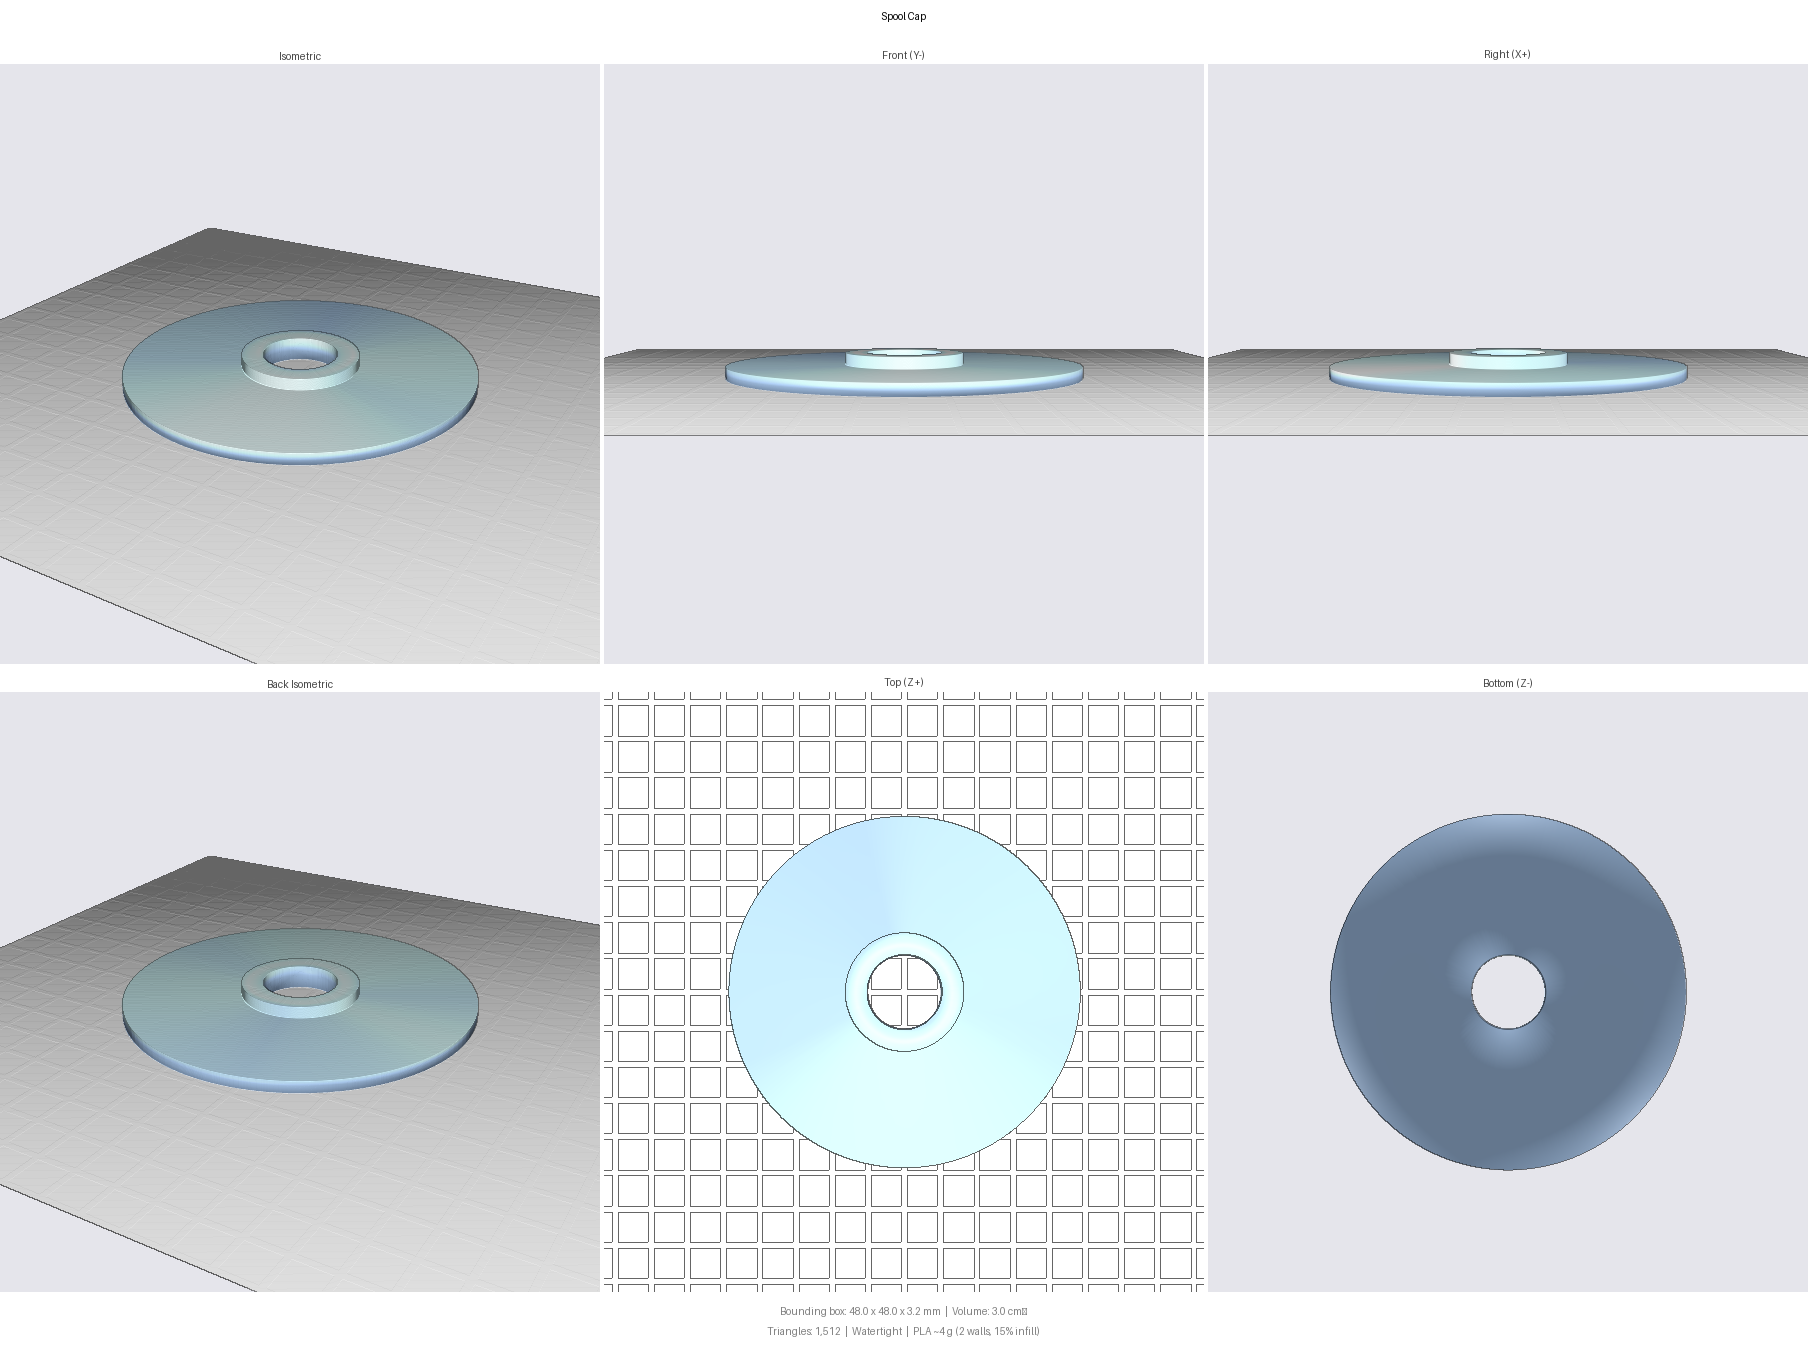 Spool Cap
Isometric
Front (Y-)
Right (X+)
Back Isometric
Top (Z+)
Bottom (Z-)
Bounding box: 48.0 x 48.0 x 3.2 mm | Volume: 3.0 cm▯
Triangles: 1,512 | Watertight | PLA ~4 g (2 walls, 15% infill)